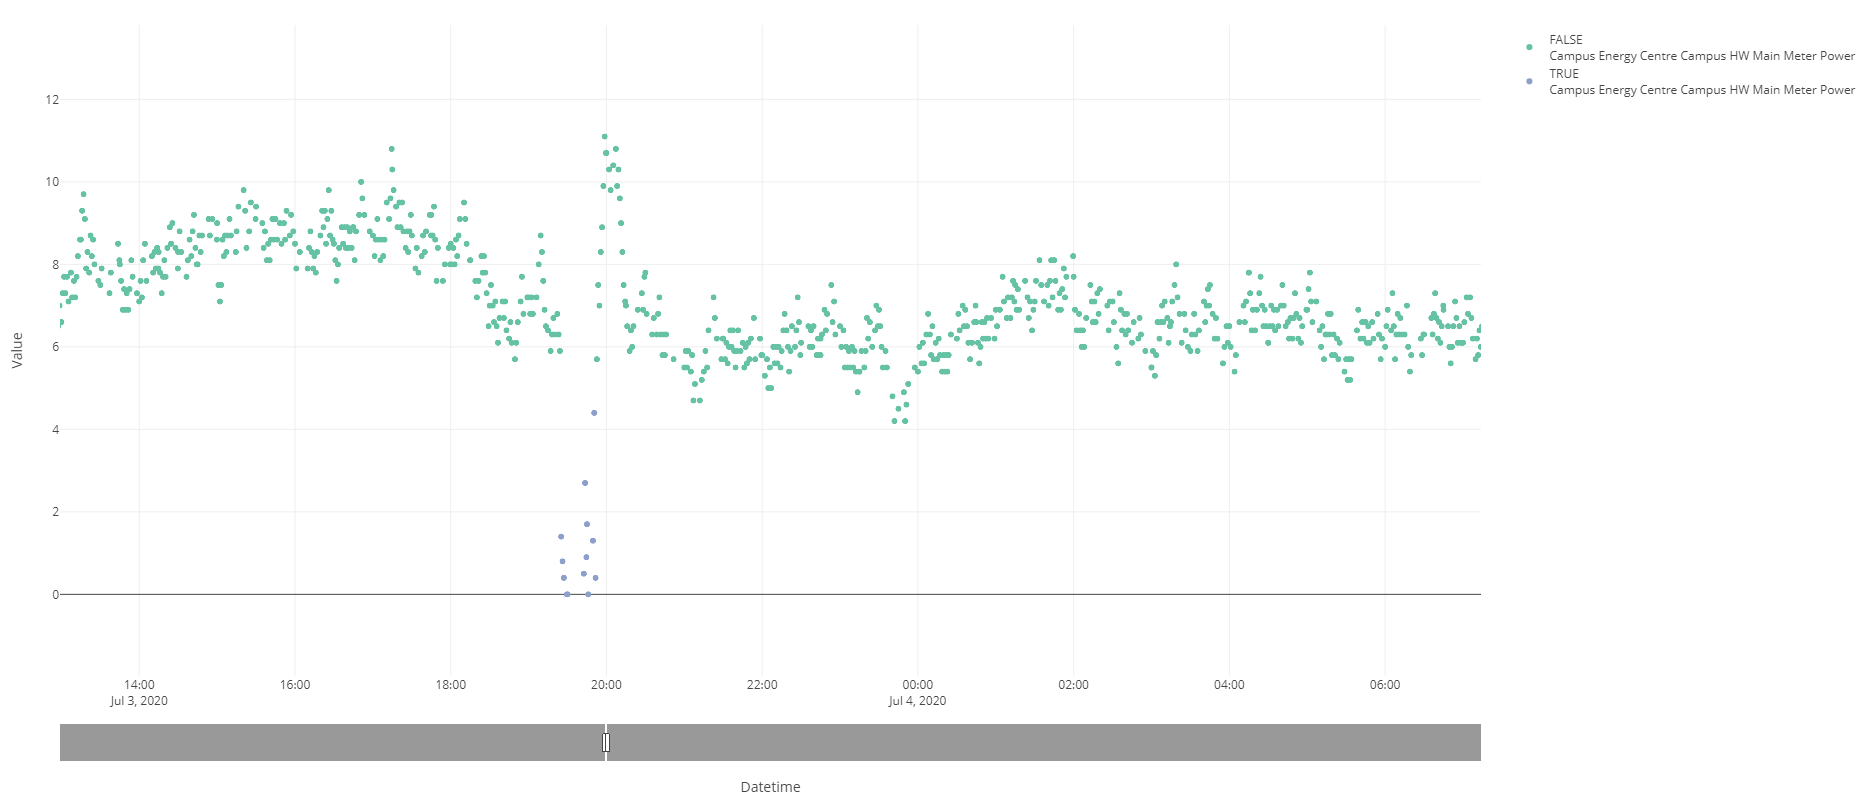 FALSE
Campus Energy Centre Campus HW Main Meter Power
TRUE
Campus Energy Centre Campus HW Main Meter Power
Value
12
10
8
6
4
2
0
14:00
Jul 3, 2020
16:00
18:00
20:00
22:00
00:00
Jul 4, 2020
02:00
04:00
06:00
Datetime